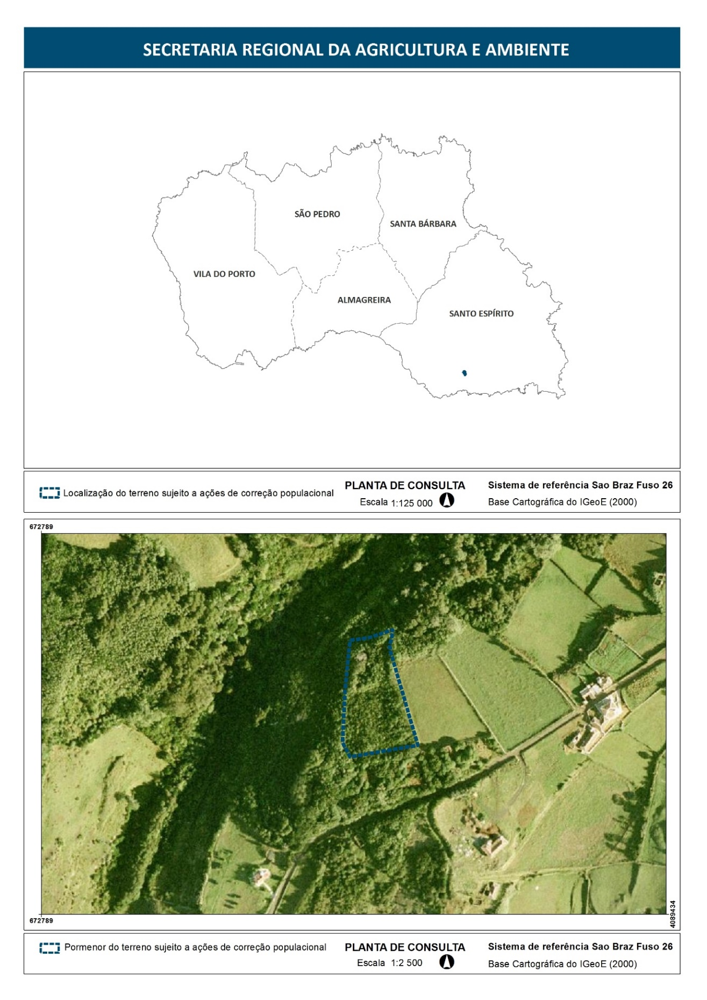 SECRETARIA REGIONAL DA AGRICULTURA E AMBIENTE
SÃO PEDRO
SANTA BÁRBARA
VILA DO PORTO
ALMAGREIRA
SANTO ESPÍRITO
Localização do terreno sujeito a ações de correção populacional
PLANTA DE CONSULTA
Escala 1:125 000
Sistema de referência Sao Braz Fuso 26
Base Cartográfica do IGeoE (2000)
672789
672789
4089434
Pormenor do terreno sujeito a ações de correção populacional
PLANTA DE CONSULTA
Escala 1:2 500
Sistema de referência Sao Braz Fuso 26
Base Cartográfica do IGeoE (2000)